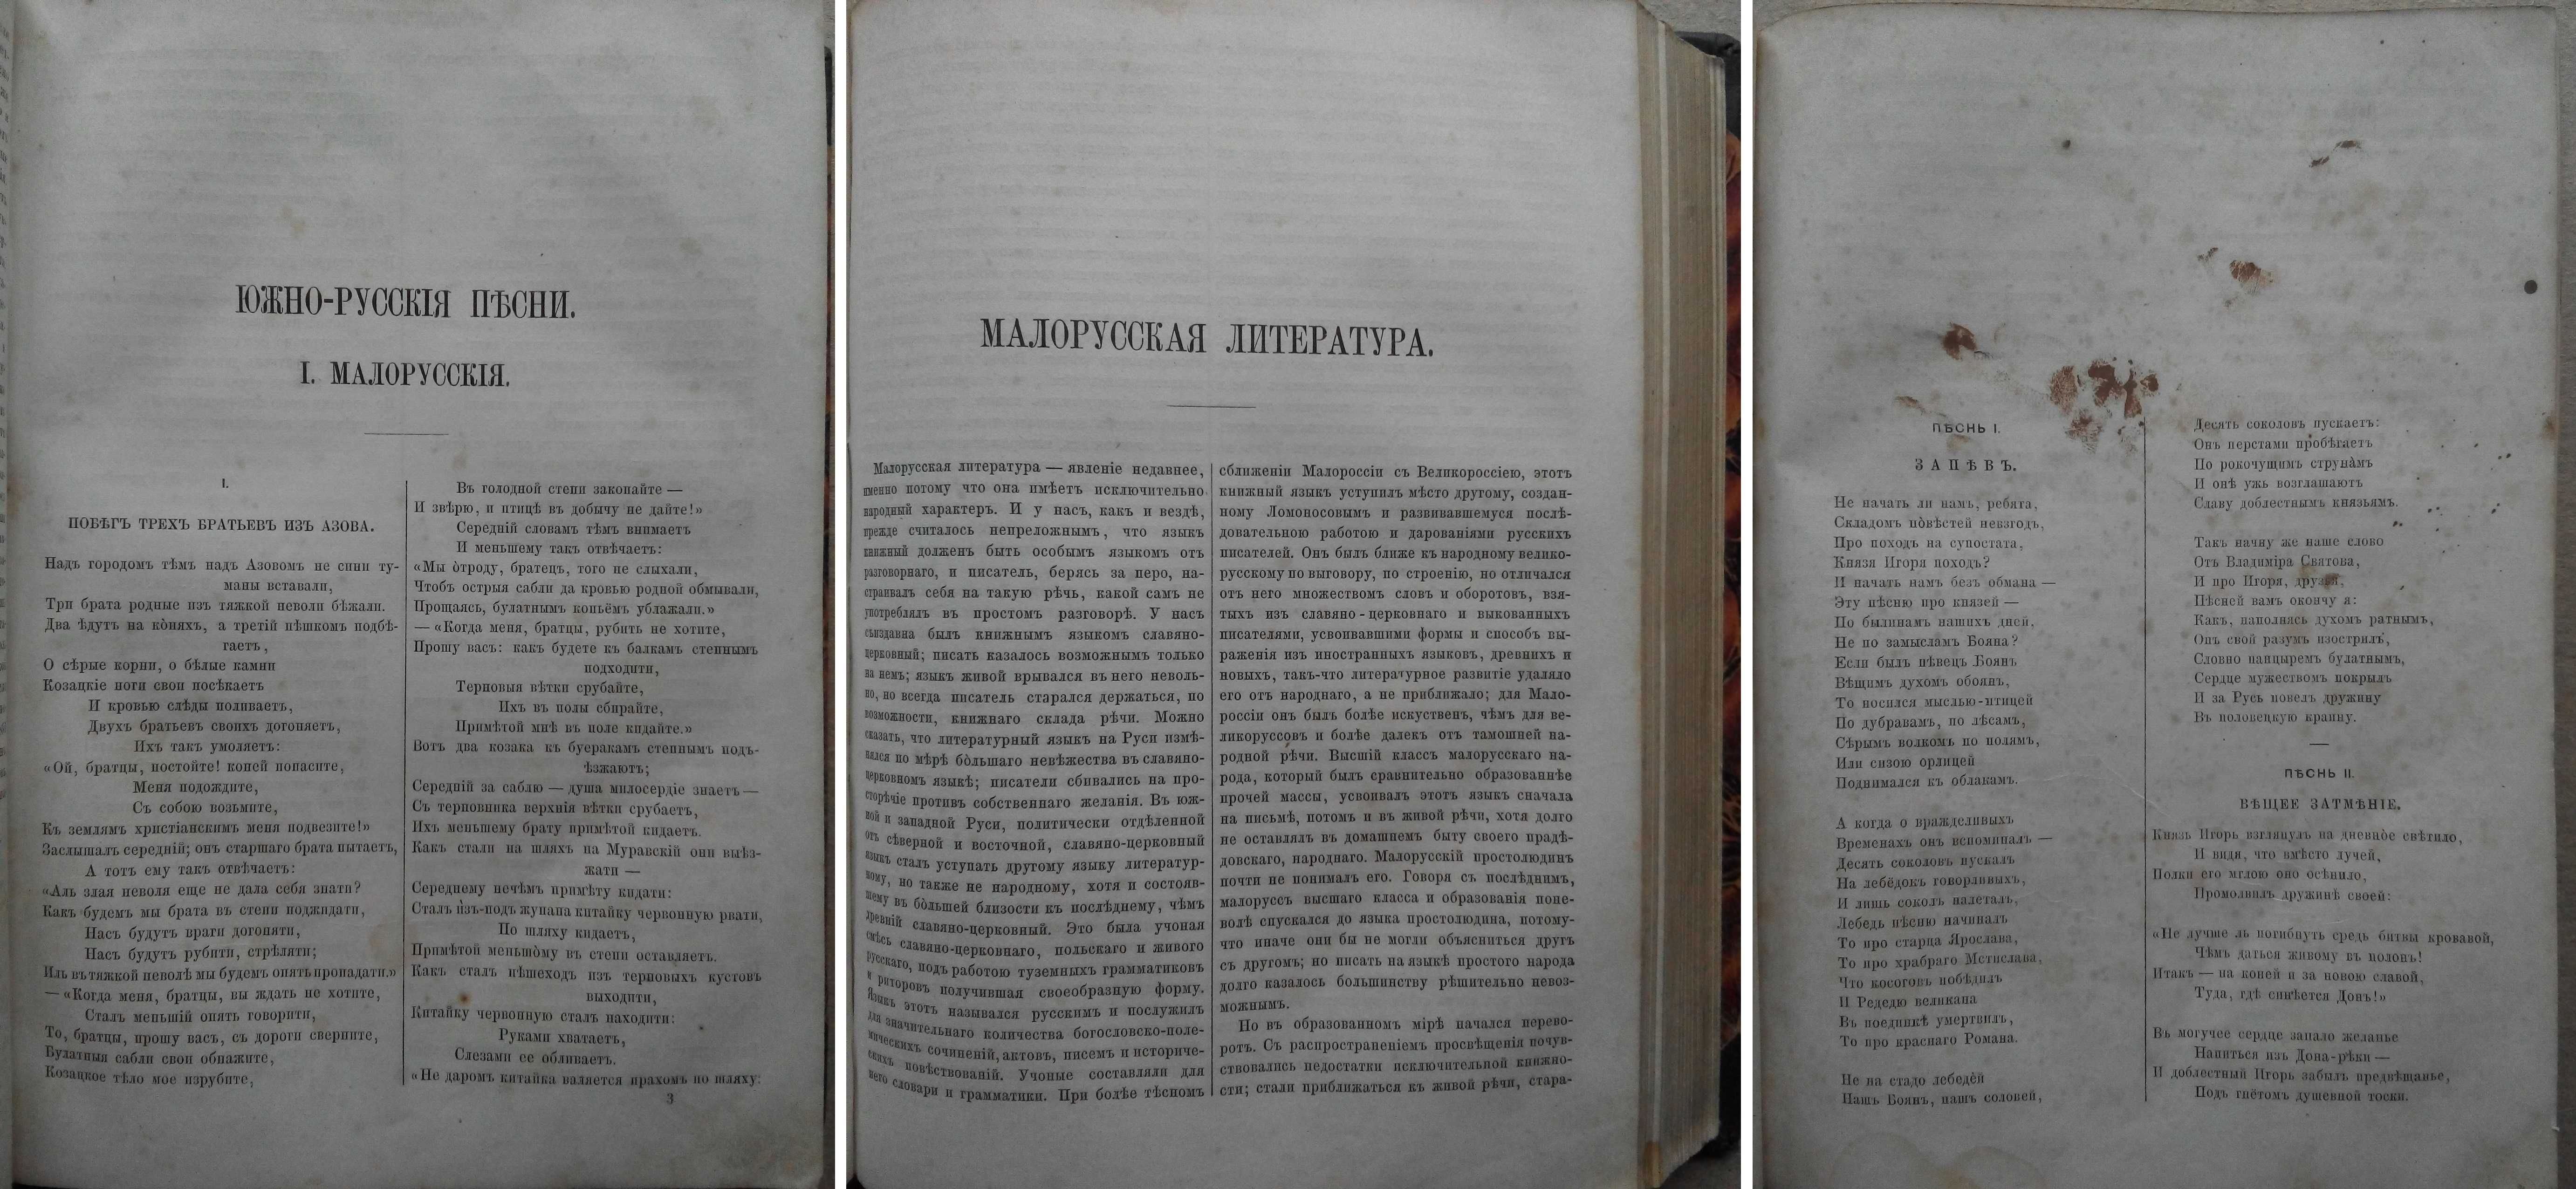 ЮЖНО-РУССКІЯ ПѢСНИ.
I. МАЛОРУССКІЯ.
I.
ПОБѢГЪ ТРЕХЪ БРАТЬЕВЪ ИЗЪ АЗОВА.
Надъ городомъ тѣмъ надъ Азовомъ не сини ту-
маны вставали,
Три брата родные изъ тяжкой неволи бѣжали.
Два ѣдутъ на ко̀няхъ, а третій пѣшкомъ подбѣ-
гаетъ,
О сѣрые корни, о бѣлые камни
Козацкіе ноги свои посѣкаетъ
И кровью слѣды поливаетъ,
Двухъ братьевъ своихъ догоняетъ,
Ихъ такъ умоляетъ:
«Ой, братцы, постойте! коней попасите,
Меня подождите,
Съ собою возьмите,
Къ землямъ христіанскимъ меня подвезите!»
Заслышалъ середній; онъ старшаго брата пытаетъ,
А тотъ ему такъ отвѣчаетъ:
«Аль злая неволя еще не дала себя знати?
Какъ будемъ мы брата въ степи поджидати,
Насъ будутъ враги догоняти,
Насъ будутъ рубити, стрѣляти;
Иль въ тяжкой неволѣ мы будемъ опять пропадати.»
— «Когда меня, братцы, вы ждать не хотите,
Сталъ меньшій опять говорити,
То, братцы, прошу васъ, съ дороги сверните,
Булатныя сабли свои обнажите,
Козацкое тѣло мое изрубите,
Въ голодной степи закопайте —
И звѣрю, и птицѣ въ добычу не дайте!»
Середній словамъ тѣмъ внимаетъ
И меньшему такъ отвѣчаетъ:
«Мы о̀троду, братецъ, того не слыхали,
Чтобъ острыя сабли да кровью родной обмывали,
Прощаясь, булатнымъ копьёмъ ублажали.»
— «Когда меня, братцы, рубить не хотите,
Прошу васъ: какъ будете къ балкамъ степнымъ
подходити,
Терновыя вѣтки срубайте,
Ихъ въ полы сбирайте,
Примѣтой мнѣ въ поле кидайте.»
Вотъ два козака къ буеракамъ степнымъ подъ-
ѣзжаютъ;
Середній за саблю — душа милосердіе знаетъ —
Съ терновника верхнія вѣтки срубаетъ,
Ихъ меньшему брату примѣтой кидаетъ.
Какъ стали на шляхъ на Муравскій они выѣз-
жати —
Середнему нечѣмъ примѣту кидати:
Сталъ ѝзъ-подъ жупана китайку червонную рвати,
По шляху кидаетъ,
Примѣтой меньшо̀му въ степи оставляетъ.
Какъ сталъ пѣшеходъ изъ терновыхъ кустовъ
выходити,
Китайку червонную сталъ находити:
Руками хватаетъ,
Слезами ее обливаетъ.
«Не даромъ китайка валяется прахомъ по шляху:
3
МАЛОРУССКАЯ ЛИТЕРАТУРА.
Малорусская литература — явленіе недавнее,
именно потому что она имѣетъ исключительно
народный характеръ. И у насъ, какъ и вездѣ,
прежде считалось непреложнымъ, что языкъ
книжный долженъ быть особымъ языкомъ отъ
разговорнаго, и писатель, берясь за перо, на-
страивалъ себя на такую рѣчь, какой самъ не
употреблялъ въ простомъ разговорѣ. У насъ
съиздавна былъ книжнымъ языкомъ славяно-
церковный; писать казалось возможнымъ только
на немъ; языкъ живой врывался въ него неволь-
но, но всегда писатель старался держаться, по
возможности, книжнаго склада рѣчи. Можно
сказать, что литературный языкъ на Руси измѣ-
нялся по мѣрѣ бо̀льшаго невѣжества въ славяно-
церковномъ языкѣ; писатели сбивались на про-
сторѣчіе противъ собственнаго желанія. Въ юж-
ной и западной Руси, политически отдѣленной
отъ сѣверной и восточной, славяно-церковный
языкъ сталъ уступать другому языку литератур-
ному, но также не народному, хотя и состояв-
шему въ бо̀льшей близости къ послѣднему, чѣмъ
древній славяно-церковный. Это была учоная
смѣсь славяно-церковнаго, польскаго и живого
русскаго, подъ работою туземныхъ грамматиковъ
и риторовъ получившая своеобразную форму.
Языкъ этотъ назывался русскимъ и послужилъ
для значительнаго количества богословско-поле-
мическихъ сочиненій, актовъ, писемъ и историче-
скихъ повѣствованій. Учоные составляли для
него словари и грамматики. При болѣе тѣсномъ
сближеніи Малороссіи съ Великороссіею, этотъ
книжный языкъ уступилъ мѣсто другому, создан-
ному Ломоносовымъ и развивавшемуся послѣ-
довательною работою и дарованіями русскихъ
писателей. Онъ былъ ближе къ народному велико-
русскому по выговору, по строенію, но отличался
отъ него множествомъ словъ и оборотовъ, взя-
тыхъ изъ славяно-церковнаго и выкованныхъ
писателями, усвоивавшими формы и способъ вы-
раженія изъ иностранныхъ языковъ, древнихъ и
новыхъ, такъ-что литературное развитіе удаляло
его отъ народнаго, а не приближало; для Мало-
россіи онъ былъ болѣе искуственъ, чѣмъ для ве-
ликоруссовъ и болѣе далекъ отъ тамошней на-
родной рѣчи. Высшій классъ малорусскаго на-
рода, который былъ сравнительно образованнѣе
прочей массы, усвоивалъ этотъ языкъ сначала
на письмѣ, потомъ и въ живой рѣчи, хотя долго
не оставлялъ въ домашнемъ быту своего прадѣ-
довскаго, народнаго. Малорусскій простолюдинъ
почти не понималъ его. Говоря съ послѣднимъ,
малоруссъ высшаго класса и образованія поне-
волѣ спускался до языка простолюдина, потому-
что иначе они бы не могли объясниться другъ
съ другомъ; но писать на языкѣ простого народа
долго казалось большинству рѣшительно невоз-
можнымъ.
Но въ образованномъ мірѣ начался перево-
ротъ. Съ распространеніемъ просвѣщенія почув-
ствовались недостатки исключительной книжно-
сти; стали приближаться къ живой рѣчи, стара-
ПѢСНЬ I.
ЗАПѢВЪ.
Не начать ли намъ, ребята,
Складомъ по̀вѣстей невзгодъ,
Про походъ на супостата,
Князя Игоря походъ?
И начать намъ безъ обмана —
Эту пѣсню про князей —
По былинамъ нашихъ дней,
Не по замысламъ Бояна?
Если былъ пѣвецъ Боянъ
Вѣщимъ духомъ обоянъ,
То носился мыслью-птицей
По дубравамъ, по лѣсамъ,
Сѣрымъ волкомъ по полямъ,
Или сизою орлицей
Поднимался къ облакамъ.
А когда о вражделивыхъ
Временахъ онъ вспоминалъ —
Десять соколовъ пускалъ
На лебёдокъ говорливыхъ,
И лишь соколъ налеталъ,
Лебедь пѣсню начиналъ
То про старца Ярослава,
То про храбраго Мстислава,
Что косоговъ побѣдилъ
И Редедю великана
Въ поединкѣ умертвилъ,
То про краснаго Романа.
Не на стадо лебедей
Нашъ Боянъ, нашъ соловей,
Десять соколовъ пускаетъ:
Онъ перстами пробѣгаетъ
По рокочущимъ струна̀мъ
И онѣ ужь возглашаютъ
Славу доблестнымъ князьямъ.
Такъ начну же наше слово
Отъ Владиміра Святова,
И про Игоря, друзья,
Пѣсней вамъ окончу я:
Какъ, наполнясь духомъ ратнымъ,
Онъ свой разумъ изострилъ,
Словно панцыремъ булатнымъ,
Сердце мужествомъ покрылъ
И за Русь повелъ дружину
Въ половецкую краину.
ПѢСНЬ II.
ВѢЩЕЕ ЗАТМѢНІЕ.
Князь Игорь взглянулъ на дневно̀е свѣтило,
И видя, что вмѣсто лучей,
Полки его мглою оно осѣнило,
Промолвилъ дружинѣ своей:
«Не лучше ль погибнуть средь битвы кровавой,
Чѣмъ даться живому въ полонъ!
Итакъ — на коней и за новою славой,
Туда, гдѣ синѣется Донъ!»
Въ могучее сердце запало желанье
Напиться изъ Дона-рѣки —
И доблестный Игорь забылъ предвѣщанье,
Подъ гнётомъ душевной тоски.